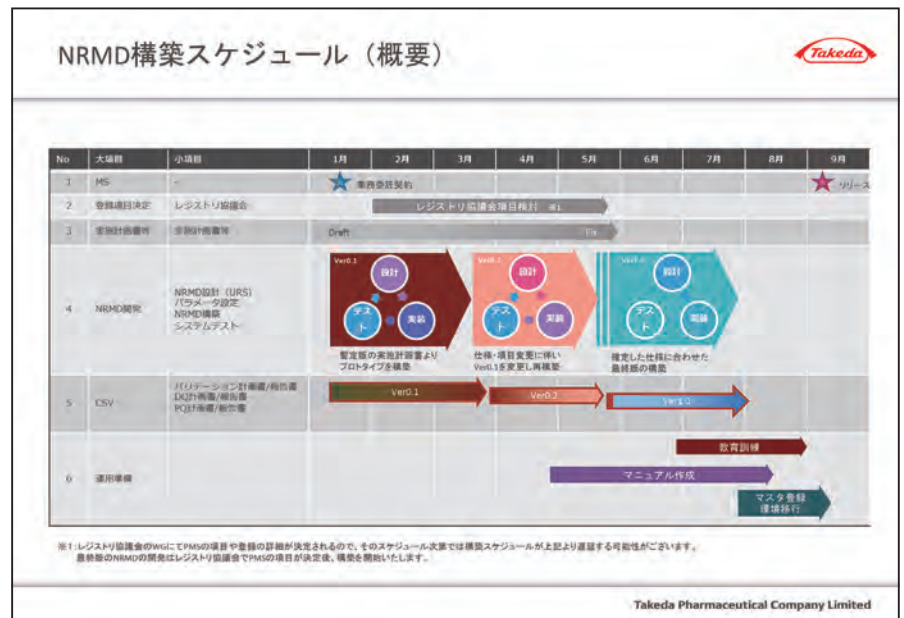 NRMD構築スケジュール（概要）
Takeda
No 大項目 小項目 1月 2月 3月 4月 5月 6月 7月 8月 9月
1 MS - 業務委託契約 リリース
2 登録項目決定 レジストリ協議会 レジストリ協議会項目検討 ※1
3 実施計画書等 実施計画書等 Draft Fix
4 NRMD開発
NRMD設計（URS）
パラメータ設定
NRMD構築
システムテスト
Ver0.1
設計
テスト
実装
暫定版の実施計画書より
プロトタイプを構築
設計
テスト
実装
仕様・項目変更に伴い
Ver0.1を変更し再構築
設計
テスト
実装
確定した仕様に合わせた
最終版の構築
5 CSV
バリデーション計画書/報告書
DQ計画書/報告書
PQ計画書/報告書
Ver0.1
Ver0.2
Ver1.0
6 運用準備
教育訓練
マニュアル作成
マスタ登録
環境移行
※1:レジストリ協議会のWGにてPMSの項目や登録の詳細が決定されるので、そのスケジュール次第では構築スケジュールが上記より遅延する可能性がございます。
最終版のNRMDの開発はレジストリ協議会でPMSの項目が決定後、構築を開始いたします。
Takeda Pharmaceutical Company Limited